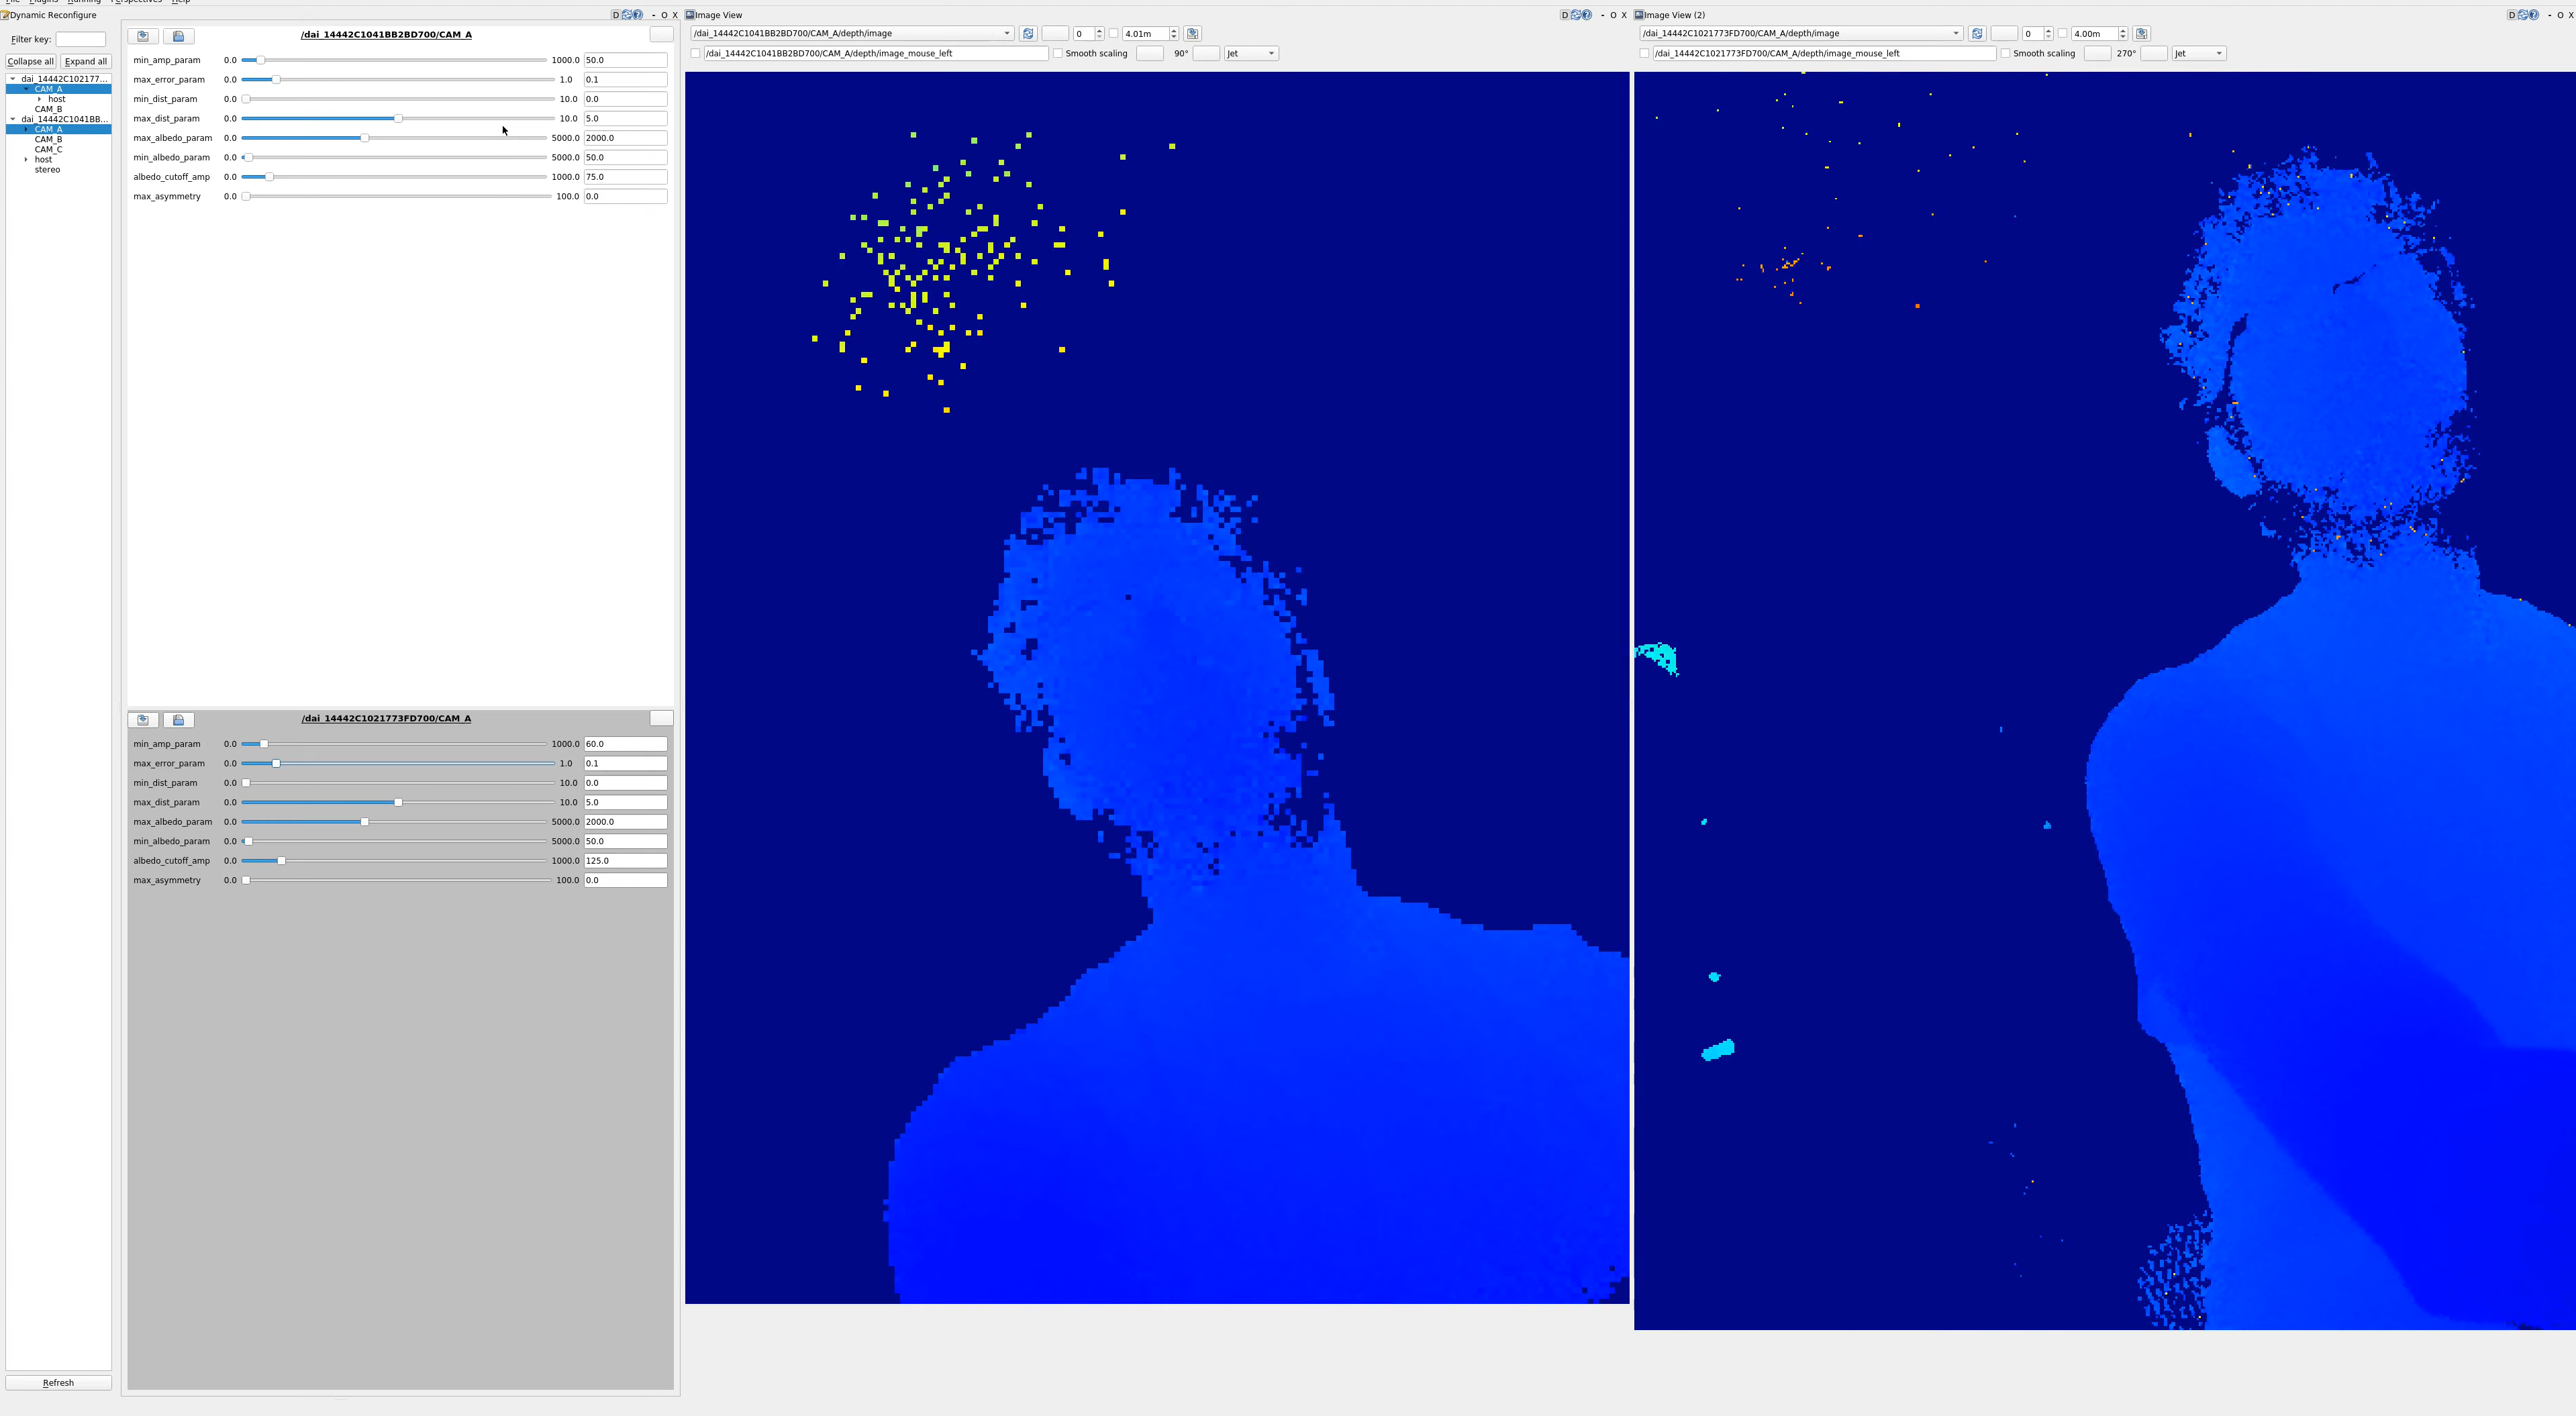 File Plugins Running Perspectives Help
Dynamic Reconfigure
D
- O X
Filter key:
Collapse all Expand all
dai_14442C102177...
CAM_A
host
CAM_B
dai_14442C1041BB...
CAM_A
CAM_B
CAM_C
host
stereo
Refresh
/dai_14442C1041BB2BD700/CAM_A
min_amp_param 0.0 1000.0 50.0
max_error_param 0.0 1.0 0.1
min_dist_param 0.0 10.0 0.0
max_dist_param 0.0 10.0 5.0
max_albedo_param 0.0 5000.0 2000.0
min_albedo_param 0.0 5000.0 50.0
albedo_cutoff_amp 0.0 1000.0 75.0
max_asymmetry 0.0 100.0 0.0
/dai_14442C1021773FD700/CAM_A
min_amp_param 0.0 1000.0 60.0
max_error_param 0.0 1.0 0.1
min_dist_param 0.0 10.0 0.0
max_dist_param 0.0 10.0 5.0
max_albedo_param 0.0 5000.0 2000.0
min_albedo_param 0.0 5000.0 50.0
albedo_cutoff_amp 0.0 1000.0 125.0
max_asymmetry 0.0 100.0 0.0
Image View
D - O X
/dai_14442C1041BB2BD700/CAM_A/depth/image 0 4.01m
/dai_14442C1041BB2BD700/CAM_A/depth/image_mouse_left Smooth scaling 90° Jet
Image View (2)
D - O X
/dai_14442C1021773FD700/CAM_A/depth/image 0 4.00m
/dai_14442C1021773FD700/CAM_A/depth/image_mouse_left Smooth scaling 270° Jet